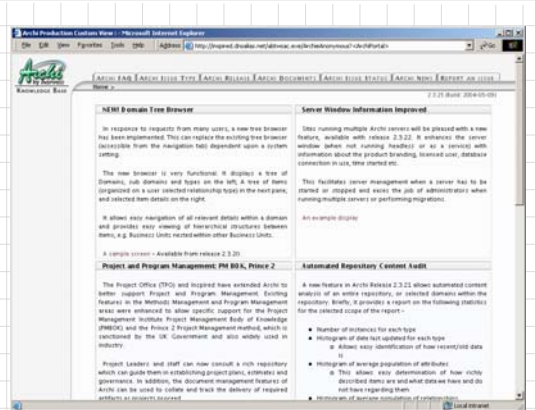 Archi Production Custom View : - Microsoft Internet Explorer
File Edit View Favorites Tools Help Address
Go
Archi
KNOWLEDGE BASE
ARCHI FAQ ARCHI ISSUE TYPE ARCHI RELEASE ARCHI DOCUMENTS ARCHI ISSUE STATUS ARCHI NEWS REPORT AN ISSUE
Home >
2.3.25 (Build: 2004-05-09)
NEW! Domain Tree Browser
In response to requests from many users, a new tree browser
has been implemented. This can replace the existing tree browser
(accessible from the navigation tab) dependent upon a system
setting.
The new browser is very functional. It displays a tree of
Domains, sub domains and types on the left, A tree of items
(organized on a user selected relationship type) in the next pane,
and selected item details on the right.
It allows easy navigation of all relevant details within a domain
and provides easy viewing of hierarchical structures between
items, e.g. Business Units nested within other Business Units.
A sample screen - Available from release 2.3.20.
Server Window Information Improved
Sites running multiple Archi servers will be pleased with a new
feature, available with release 2.3.22. It enhances the server
window (when not running headless or as a service) with
information about the product branding, licensed user, database
connection in use, time started etc.
This facilitates server management when a server has to be
started or stopped and eases the job of administrators when
running multiple servers or performing migrations.
An example display
Project and Program Management: PM BOK, Prince 2
The Project Office (TPO) and Inspired have extended Archi to
better support Project and Program Management. Existing
features in the Methods Management and Program Management
areas were enhanced to allow specific support for the Project
Management Institute Project Management Body of Knowledge
(PMBOK) and the Prince 2 Project Management method, which is
sanctioned by the UK Government and also widely used in
industry.
Project Leaders and staff can now consult a rich repository
which can guide them in establishing project plans, estimates and
governance. In addition, the document management features of
Archi can be used to collate and track the delivery of required
artifacts as projects proceed.
Automated Repository Content Audit
A new feature in Archi Release 2.3.21 allows automated content
analysis of an entire repository, or selected domains within the
repository. Briefly, it provides a report on the following statistics
for the selected scope of the report -
Number of instances for each type
Histogram of date last updated for each type
This allows easy identification of how recent/old data
is
Histogram of average population of attributes
This allows easy determination of how richly
described items are and what data we have and do
not have regarding them
Histogram of average population of relationships
Local intranet